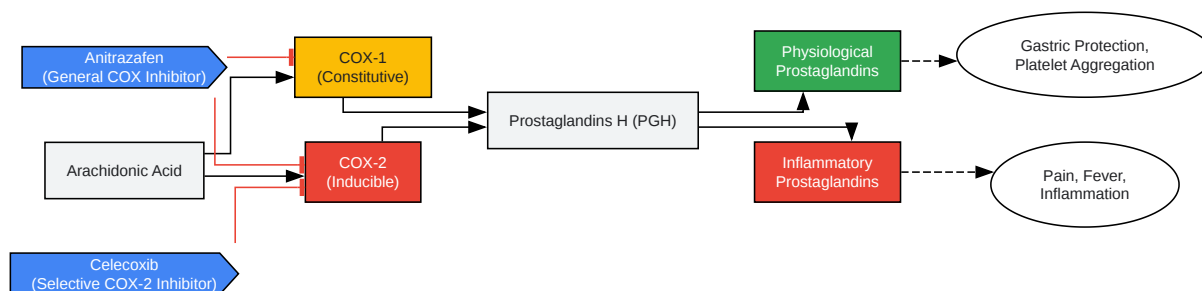 Anitrazafen
(General COX Inhibitor)
COX-1
(Constitutive)
Physiological
Prostaglandins
Gastric Protection,
Platelet Aggregation
Prostaglandins H (PGH)
Arachidonic Acid
COX-2
(Inducible)
Inflammatory
Prostaglandins
Pain, Fever,
Inflammation
Celecoxib
(Selective COX-2 Inhibitor)